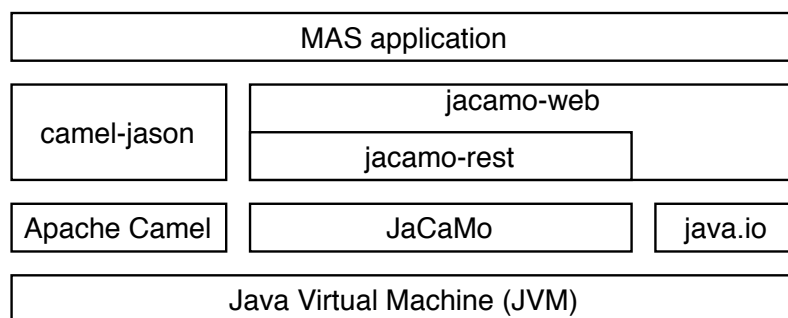 MAS application
camel-jason
jacamo-web
jacamo-rest
Apache Camel
JaCaMo
java.io
Java Virtual Machine (JVM)